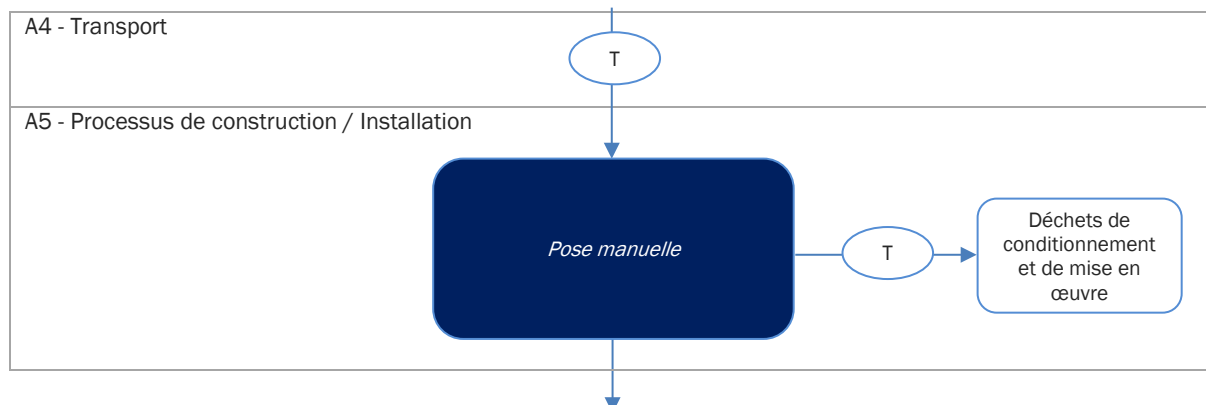 A4 - Transport
T
A5 - Processus de construction / Installation
Pose manuelle
T
Déchets de
conditionnement
et de mise en
œuvre